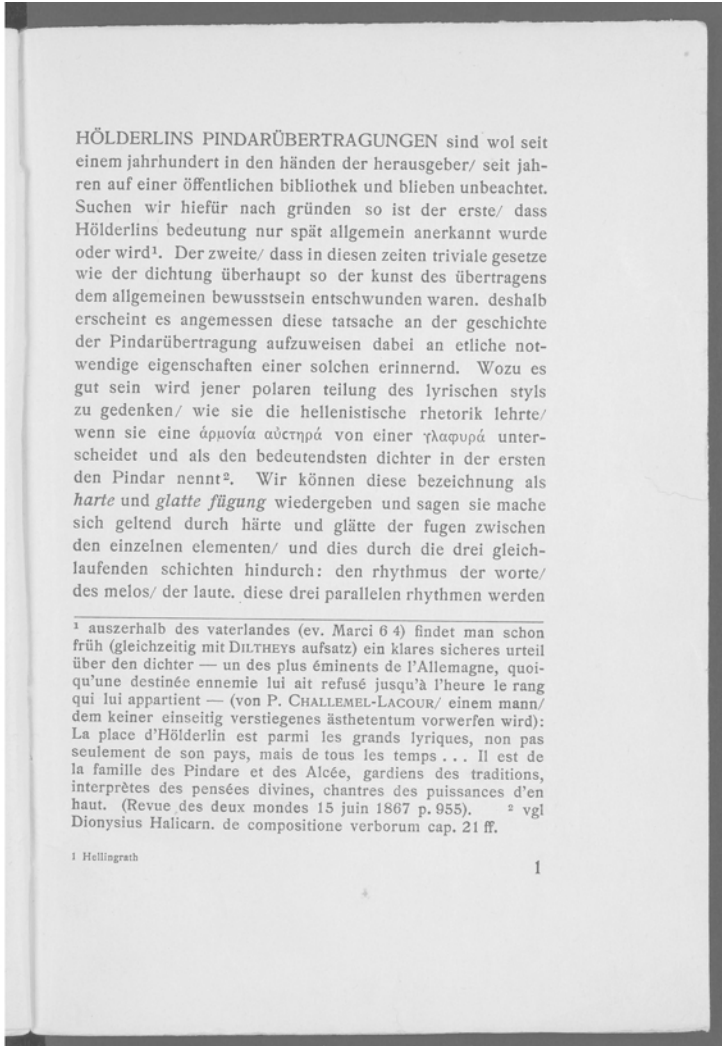 HÖLDERLINS PINDARÜBERTRAGUNGEN sind wol seit
einem jahrhundert in den händen der herausgeber/ seit jah-
ren auf einer öffentlichen bibliothek und blieben unbeachtet.
Suchen wir hiefür nach gründen so ist der erste/ dass
Hölderlins bedeutung nur spät allgemein anerkannt wurde
oder wird¹. Der zweite/ dass in diesen zeiten triviale gesetze
wie der dichtung überhaupt so der kunst des übertragens
dem allgemeinen bewusstsein entschwunden waren. deshalb
erscheint es angemessen diese tatsache an der geschichte
der Pindarübertragung aufzuweisen dabei an etliche not-
wendige eigenschaften einer solchen erinnernd. Wozu es
gut sein wird jener polaren teilung des lyrischen styls
zu gedenken/ wie sie die hellenistische rhetorik lehrte/
wenn sie eine ἁρμονία αὐϲτηρά von einer γλαφυρά unter-
scheidet und als den bedeutendsten dichter in der ersten
den Pindar nennt². Wir können diese bezeichnung als
harte und glatte fügung wiedergeben und sagen sie mache
sich geltend durch härte und glätte der fugen zwischen
den einzelnen elementen/ und dies durch die drei gleich-
laufenden schichten hindurch: den rhythmus der worte/
des melos/ der laute. diese drei parallelen rhythmen werden
¹ auszerhalb des vaterlandes (ev. Marci 6 4) findet man schon
früh (gleichzeitig mit DILTHEYS aufsatz) ein klares sicheres urteil
über den dichter — un des plus éminents de l'Allemagne, quoi-
qu'une destinée ennemie lui ait refusé jusqu'à l'heure le rang
qui lui appartient — (von P. CHALLEMEL-LACOUR/ einem mann/
dem keiner einseitig verstiegenes ästhetentum vorwerfen wird):
La place d'Hölderlin est parmi les grands lyriques, non pas
seulement de son pays, mais de tous les temps . . . Il est de
la famille des Pindare et des Alcée, gardiens des traditions,
interprètes des pensées divines, chantres des puissances d'en
haut. (Revue des deux mondes 15 juin 1867 p. 955). ² vgl
Dionysius Halicarn. de compositione verborum cap. 21 ff.
1 Hellingrath
1